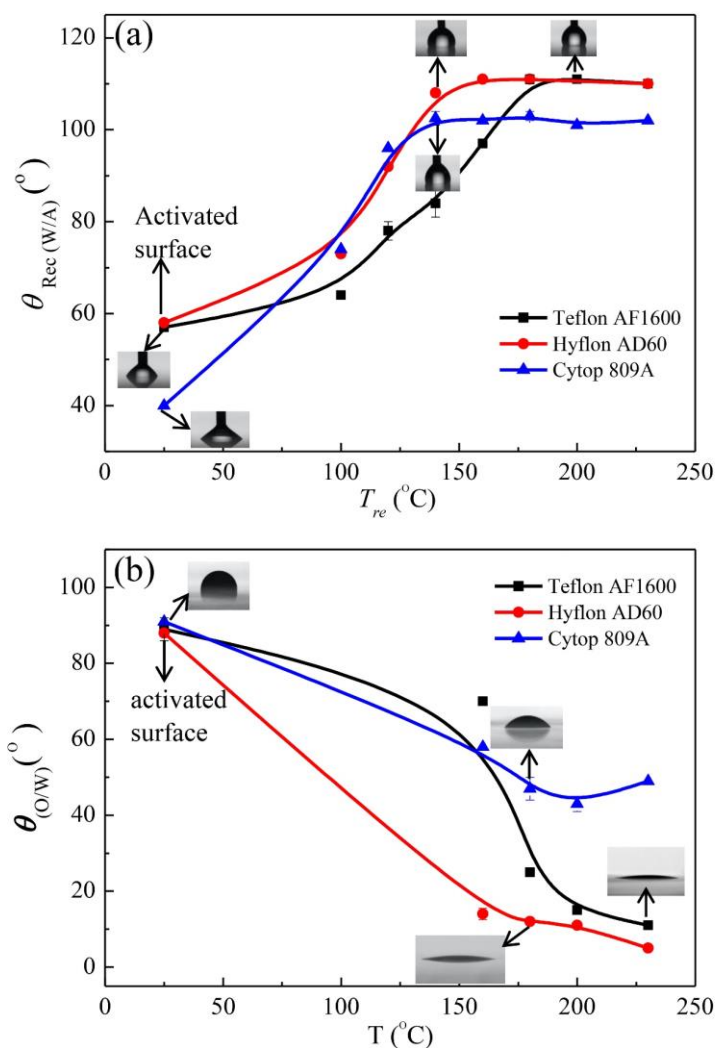 (a)
120
100
80
60
40
θ Rec (W/A) (°)
Activated
surface
Teflon AF1600
Hyflon AD60
Cytop 809A
0 50 100 150 200 250
T re (°C)
(b)
100
80
60
40
20
0
θ (O/W) (°)
activated
surface
Teflon AF1600
Hyflon AD60
Cytop 809A
0 50 100 150 200 250
T (°C)